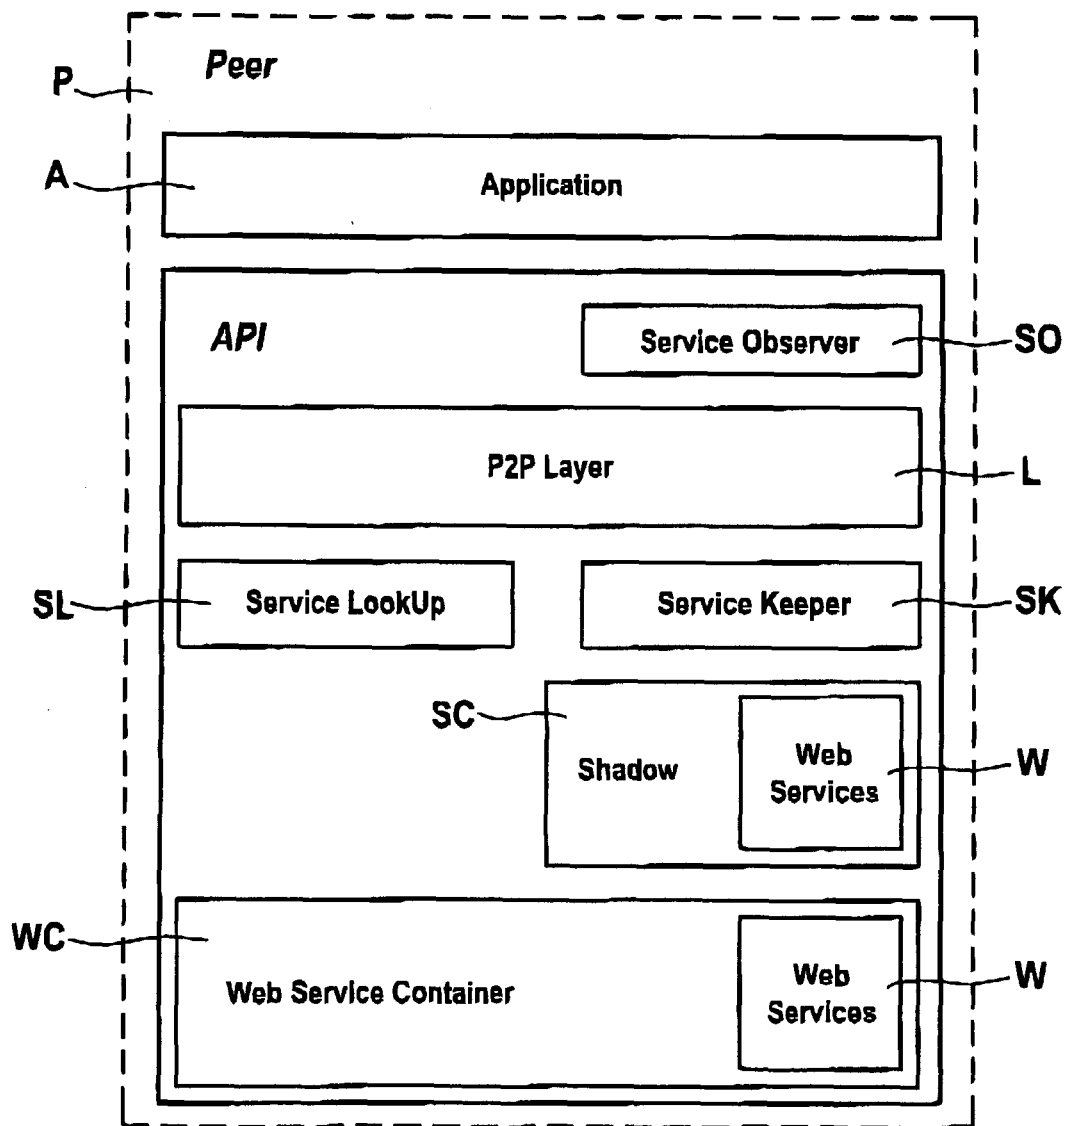 Peer
P
A
Application
API
Service Observer
SO
P2P Layer
L
SL
Service LookUp
Service Keeper
SK
SC
Shadow
Web
Services
W
WC
Web Service Container
Web
Services
W